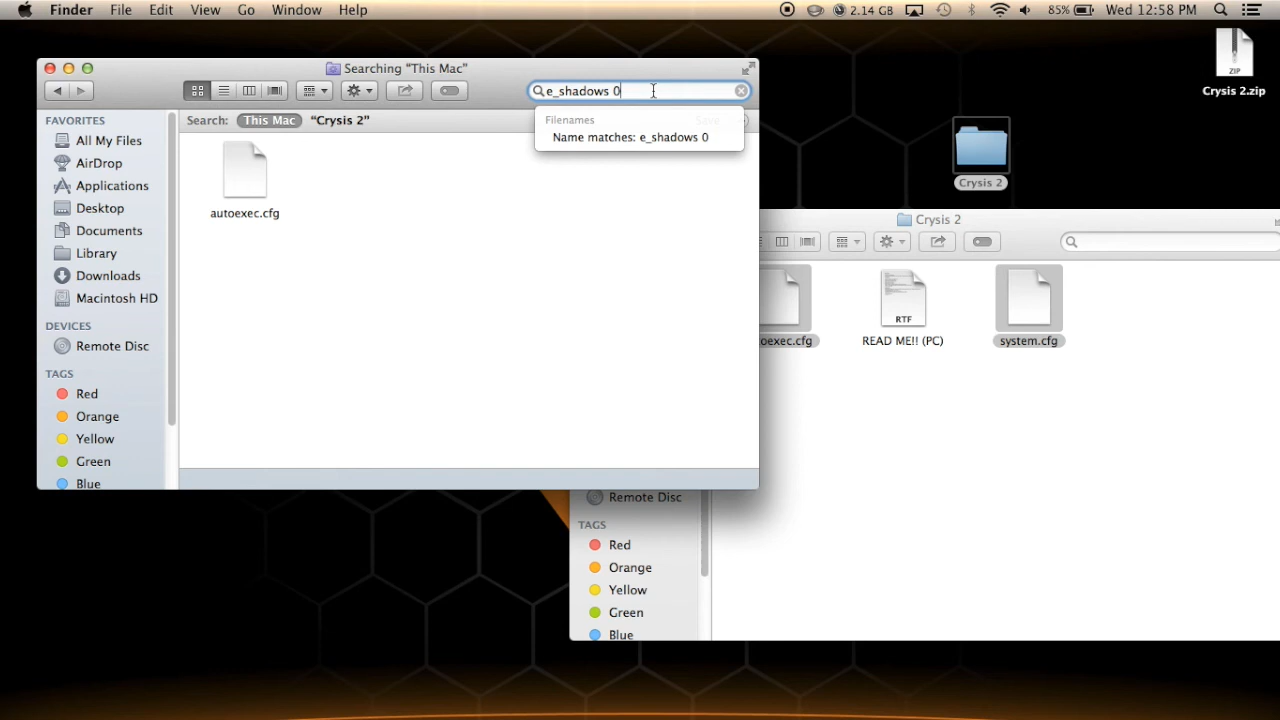 Finder File Edit View Go Window Help 2.14 GB 85% Wed 12:58 PM
Searching "This Mac"
e_shadows 0
Filenames
Name matches: e_shadows 0
Search: This Mac "Crysis 2" Save
FAVORITES
All My Files
AirDrop
Applications
Desktop
Documents
Library
Downloads
Macintosh HD
DEVICES
Remote Disc
TAGS
Red
Orange
Yellow
Green
Blue
autoexec.cfg
ZIP
Crysis 2.zip
Crysis 2
Crysis 2
oexec.cfg
RTF
READ ME!! (PC)
system.cfg
Remote Disc
TAGS
Red
Orange
Yellow
Green
Blue